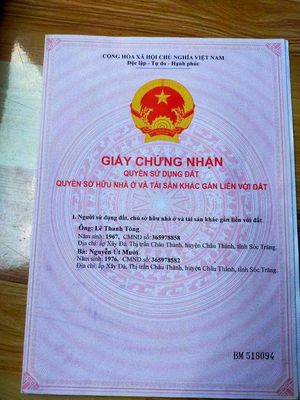 CỘNG HÒA XÃ HỘI CHỦ NGHĨA VIỆT NAM
Độc lập - Tự do - Hạnh phúc
GIẤY CHỨNG NHẬN
QUYỀN SỬ DỤNG ĐẤT
QUYỀN SỞ HỮU NHÀ Ở VÀ TÀI SẢN KHÁC GẮN LIỀN VỚI ĐẤT
I. Người sử dụng đất, chủ sở hữu nhà ở và tài sản khác gắn liền với đất
Ông: Lê Thanh Tòng
Năm sinh: 1967, CMND số: 365978858
Địa chỉ: ấp Xây Đá, Thị trấn Châu Thành, huyện Châu Thành, tỉnh Sóc Trăng.
Bà: Nguyễn Út Mười
Năm sinh: 1976, CMND số: 365978582
Địa chỉ: ấp Xây Đá, Thị trấn Châu Thành, huyện Châu Thành, tỉnh Sóc Trăng.
BM 518094